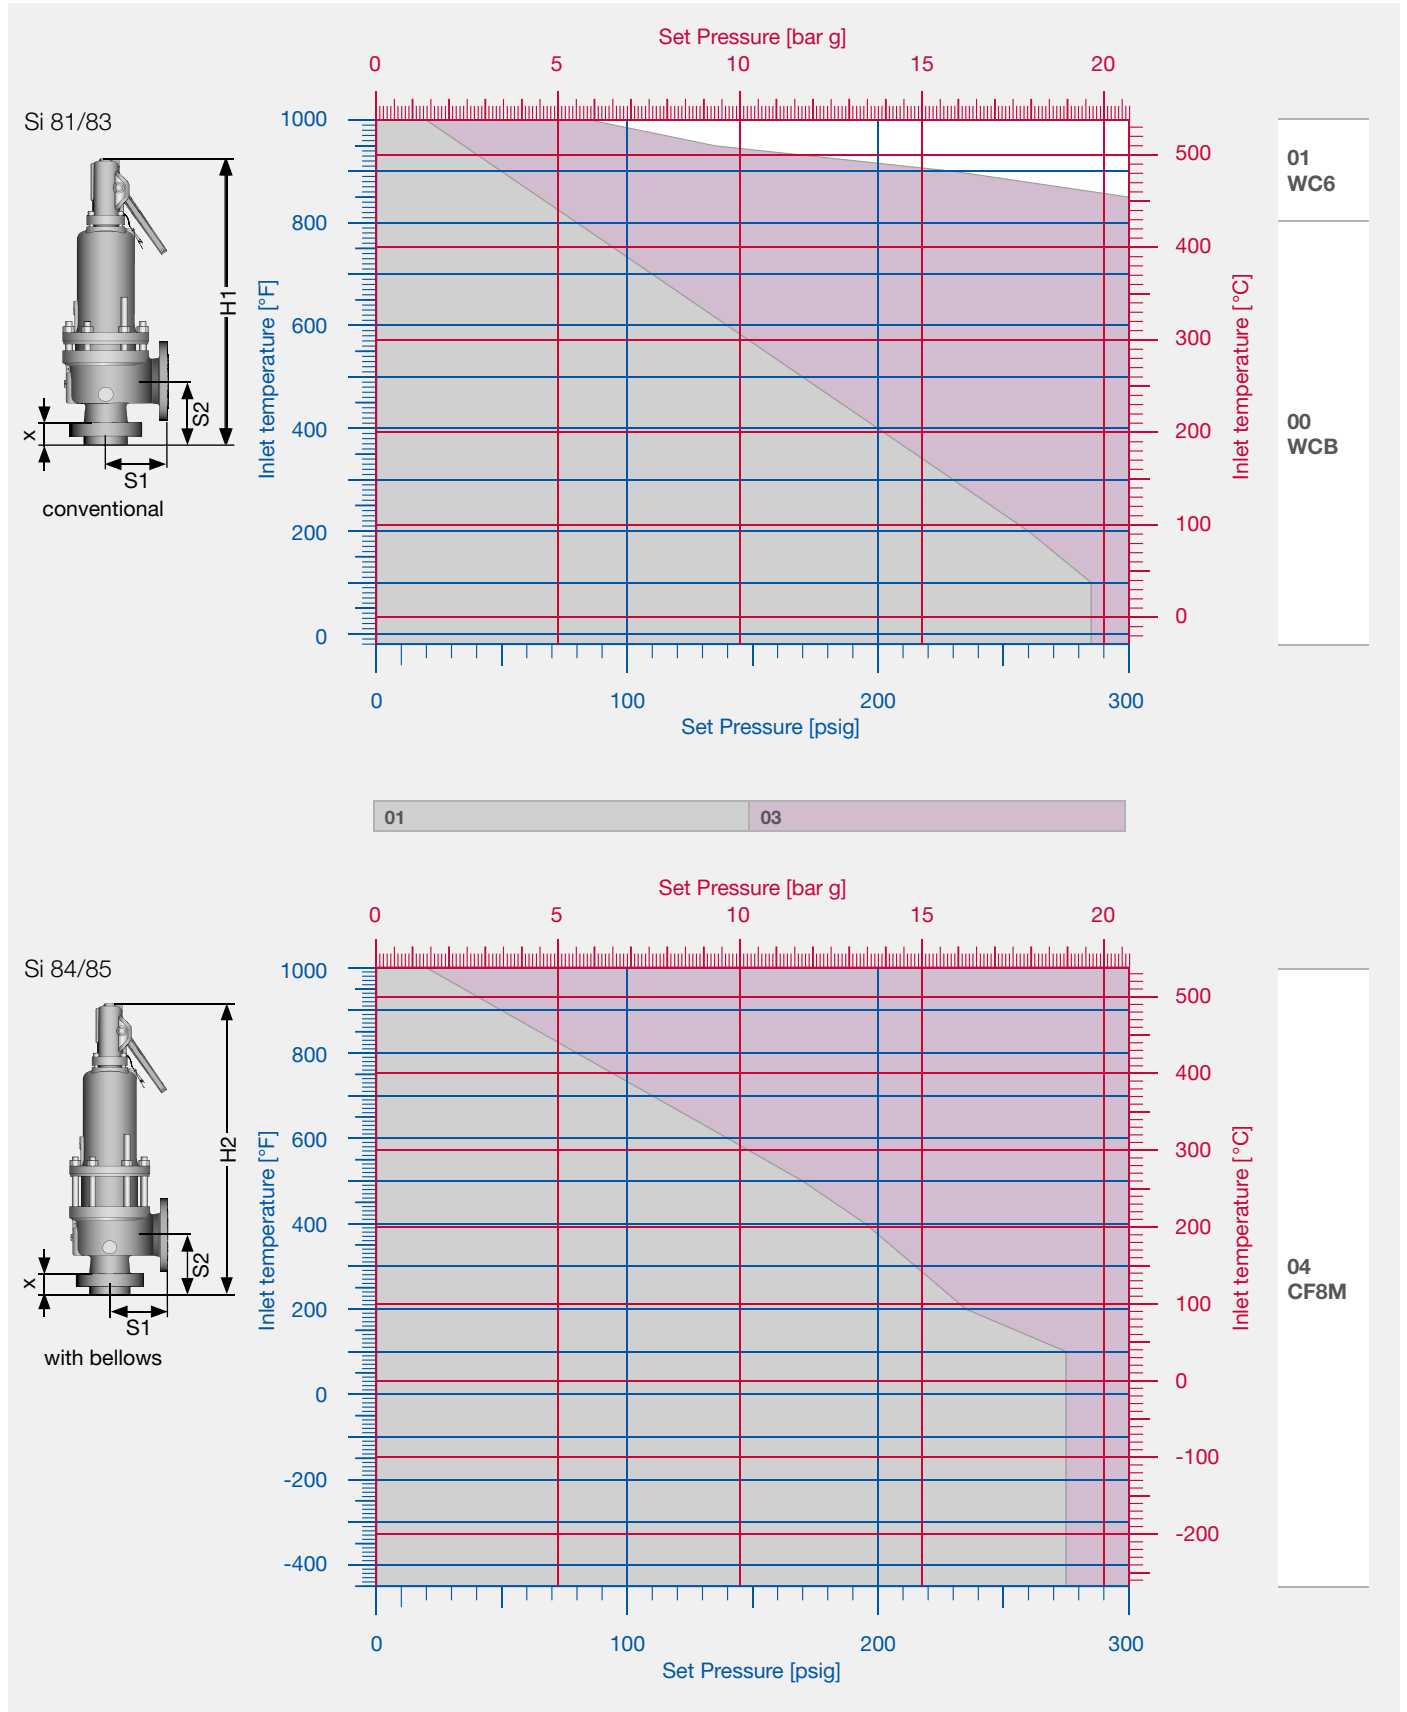 Set Pressure [bar g]
0 5 10 15 20
Si 81/83
1000
800
600
400
200
0
Inlet temperature [°F]
500
400
300
200
100
0
Inlet temperature [°C]
01
WC6
00
WCB
H1
S2
x
S1
conventional
0 100 200 300
Set Pressure [psig]
01 03
Set Pressure [bar g]
0 5 10 15 20
Si 84/85
1000
800
600
400
200
0
-200
-400
Inlet temperature [°F]
500
400
300
200
100
0
-100
-200
Inlet temperature [°C]
04
CF8M
H2
S2
x
S1
with bellows
0 100 200 300
Set Pressure [psig]